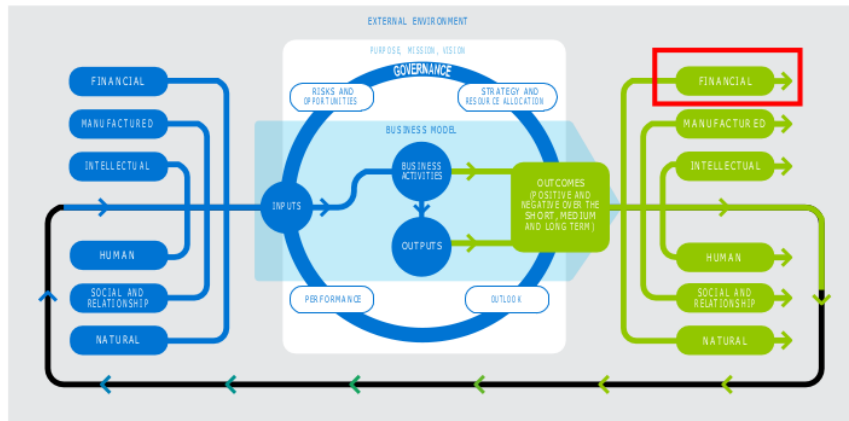 EXTERNAL ENVIRONMENT
PURPOSE, MISSION, VISION
GOVERNANCE
RISKS AND
OPPORTUNITIES
STRATEGY AND
RESOURCE ALLOCATION
BUSINESS MODEL
FINANCIAL
MANUFACTURED
INTELLECTUAL
HUMAN
SOCIAL AND
RELATIONSHIP
NATURAL
INPUTS
BUSINESS
ACTIVITIES
OUTPUTS
OUTCOMES
(POSITIVE AND
NEGATIVE OVER THE
SHORT, MEDIUM
AND LONG TERM)
PERFORMANCE
OUTLOOK
FINANCIAL
MANUFACTURED
INTELLECTUAL
HUMAN
SOCIAL AND
RELATIONSHIP
NATURAL